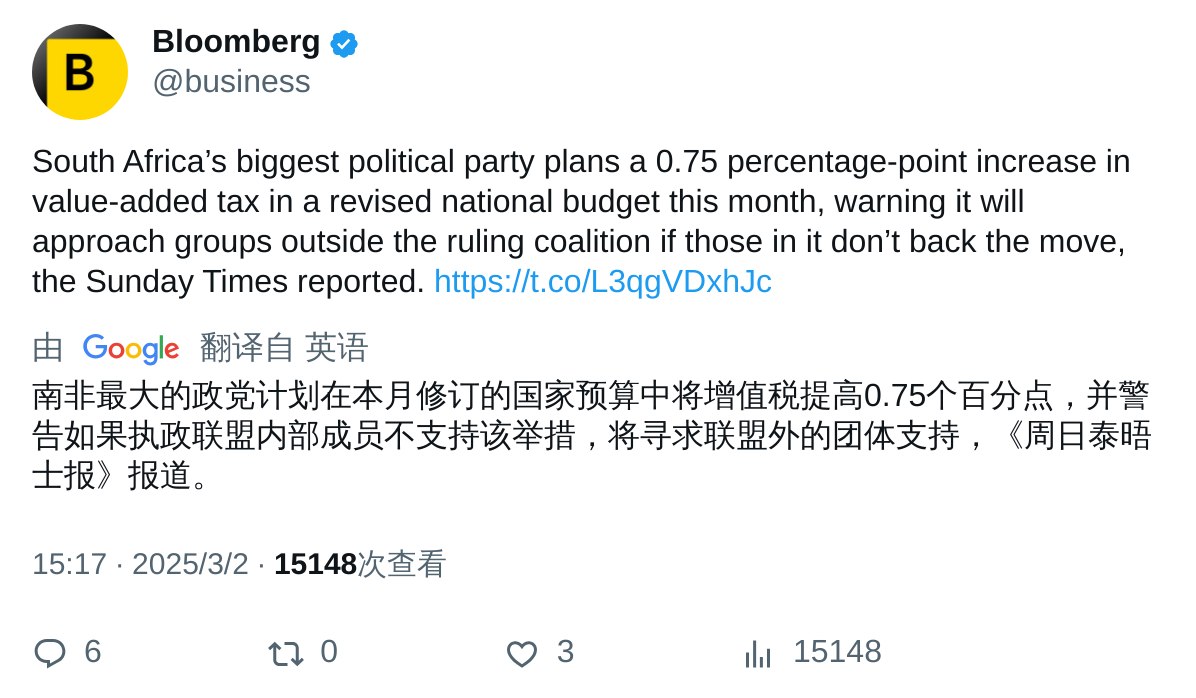 B
Bloomberg
@business
South Africa’s biggest political party plans a 0.75 percentage-point increase in
value-added tax in a revised national budget this month, warning it will
approach groups outside the ruling coalition if those in it don’t back the move,
the Sunday Times reported. https://t.co/L3qgVDxhJc
由 Google 翻译自 英语
南非最大的政党计划在本月修订的国家预算中将增值税提高0.75个百分点，并警
告如果执政联盟内部成员不支持该举措，将寻求联盟外的团体支持，《周日泰晤
士报》报道。
15:17 · 2025/3/2 · 15148次查看
6 0 3 15148